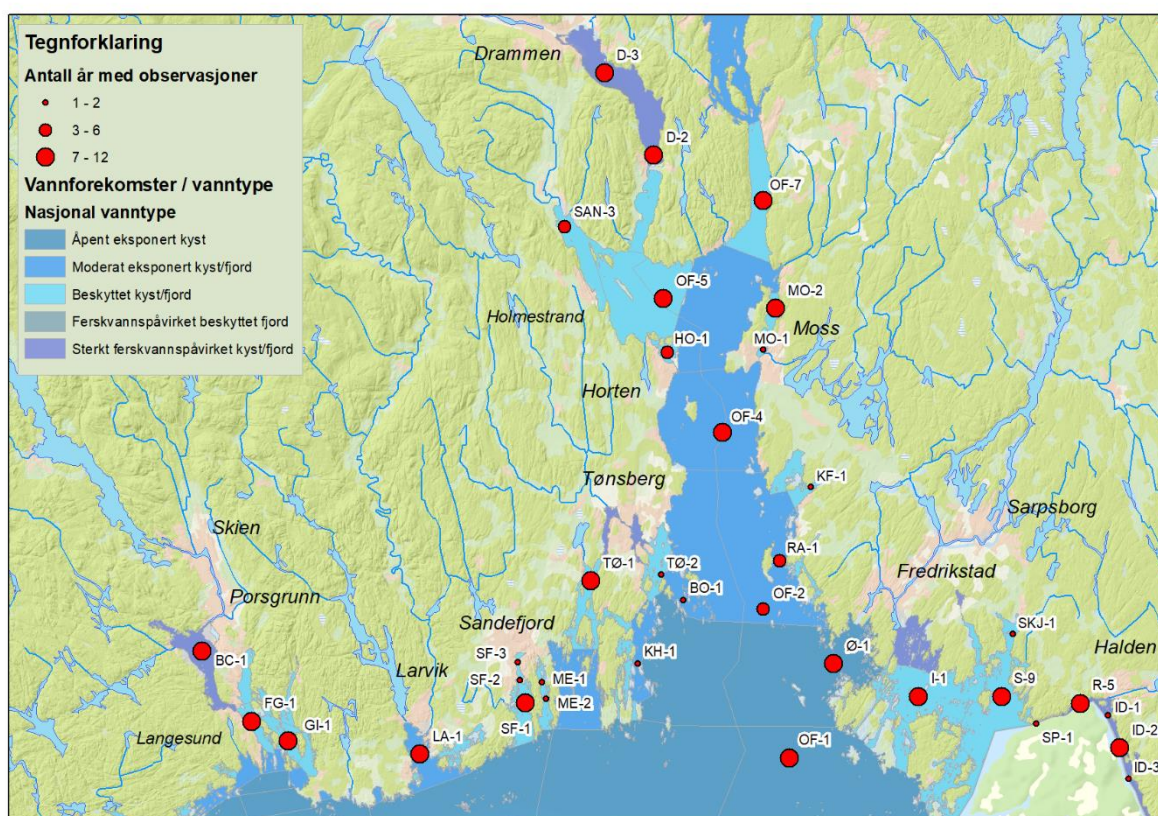 Tegnforklaring
Antall år med observasjoner
1 - 2
3 - 6
7 - 12
Vannforekomster / vanntype
Nasjonal vanntype
Åpent eksponert kyst
Moderat eksponert kyst/fjord
Beskyttet kyst/fjord
Ferskvannspåvirket beskyttet fjord
Sterkt ferskvannspåvirket kyst/fjord
Drammen
D-3
D-2
OF-7
SAN-3
OF-5
MO-2
Holmestrand
Moss
HO-1
MO-1
Horten
OF-4
Tønsberg
KF-1
Sarpsborg
Skien
RA-1
TØ-1
TØ-2
Fredrikstad
Porsgrunn
BO-1
OF-2
Sandefjord
SKJ-1
Halden
BC-1
Larvik
SF-3
KH-1
Ø-1
SF-2
ME-1
I-1
S-9
R-5
ME-2
ID-1
FG-1
SF-1
ID-2
GI-1
Langesund
LA-1
SP-1
OF-1
ID-3